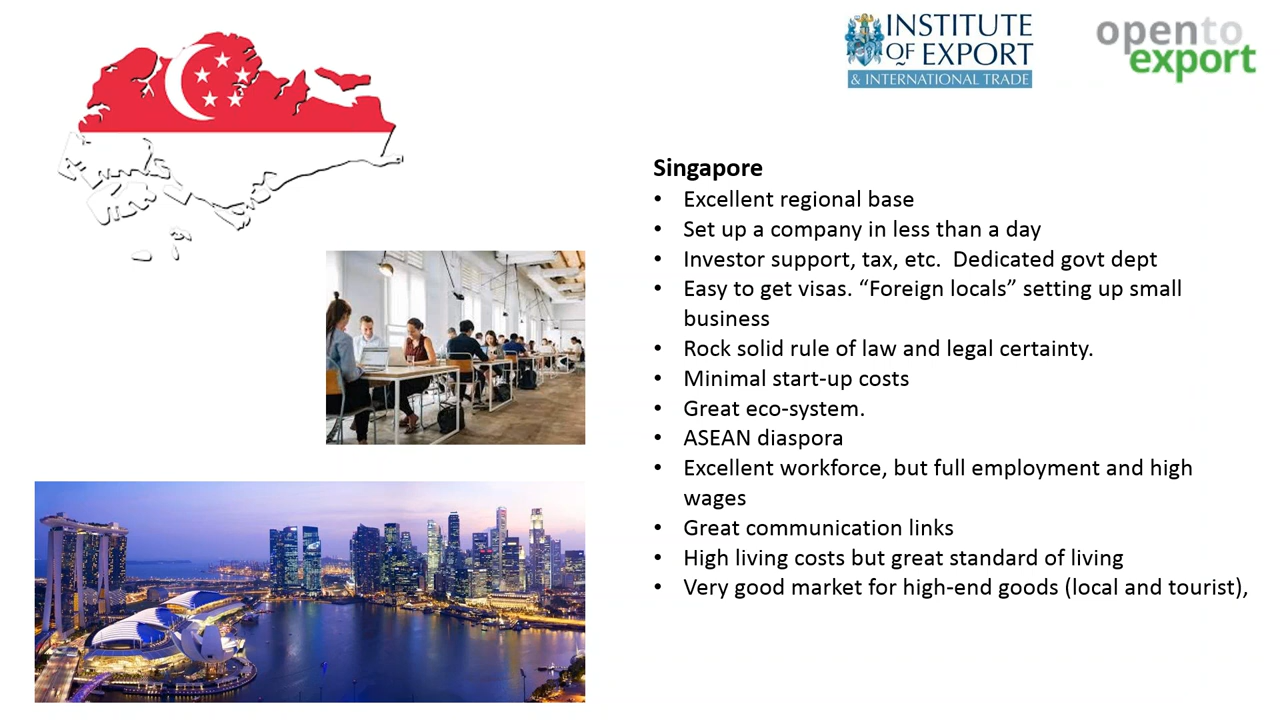 INSTITUTE
OF EXPORT
& INTERNATIONAL TRADE
opento
export
Singapore
• Excellent regional base
• Set up a company in less than a day
• Investor support, tax, etc.  Dedicated govt dept
• Easy to get visas. “Foreign locals” setting up small
business
• Rock solid rule of law and legal certainty.
• Minimal start-up costs
• Great eco-system.
• ASEAN diaspora
• Excellent workforce, but full employment and high
wages
• Great communication links
• High living costs but great standard of living
• Very good market for high-end goods (local and tourist),